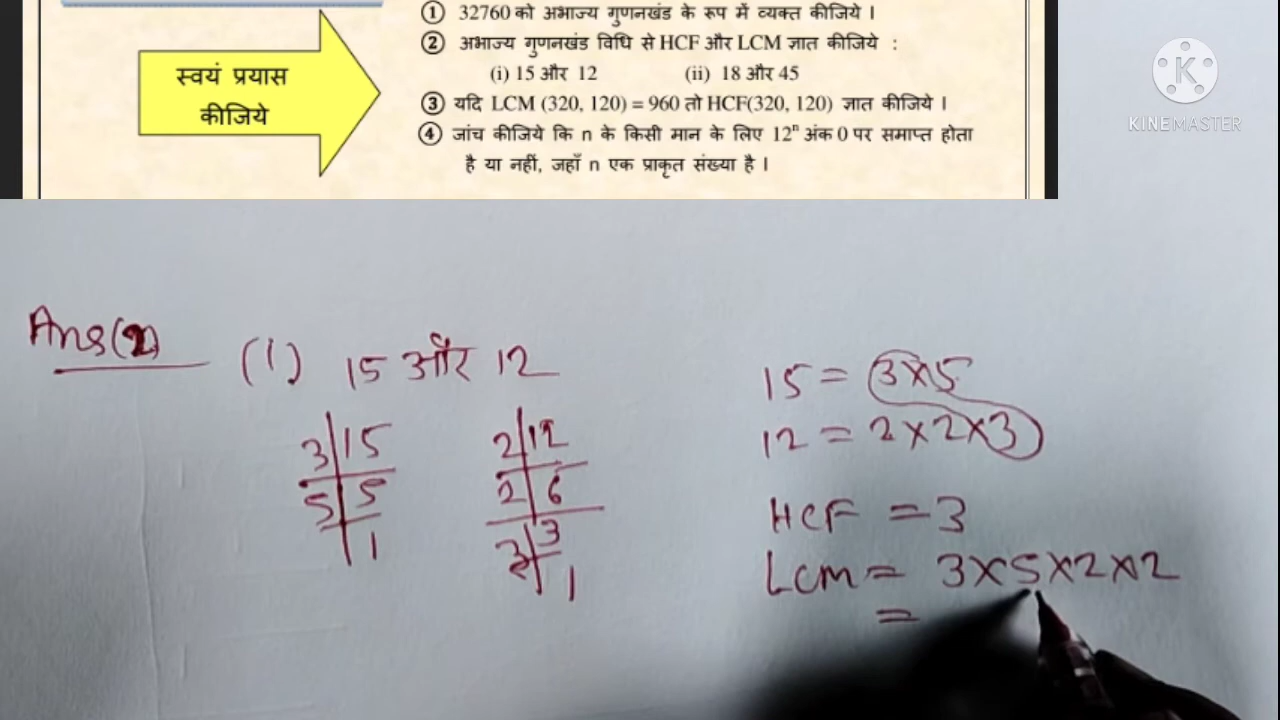 स्वयं प्रयास
कीजिये
① 32760 को अभाज्य गुणनखंड के रूप में व्यक्त कीजिये ।
② अभाज्य गुणनखंड विधि से HCF और LCM ज्ञात कीजिये :
(i) 15 और 12 (ii) 18 और 45
③ यदि LCM (320, 120) = 960 तो HCF(320, 120) ज्ञात कीजिये ।
④ जांच कीजिये कि n के किसी मान के लिए 12ⁿ अंक 0 पर समाप्त होता
है या नहीं, जहाँ n एक प्राकृत संख्या है ।
K
KINEMASTER
Ans(2) (i) 15 और 12
3 15
5 5
1
2 12
2 6
3 3
1
15 = 3×5
12 = 2×2×3
HCF = 3
LCM = 3×5×2×2
=